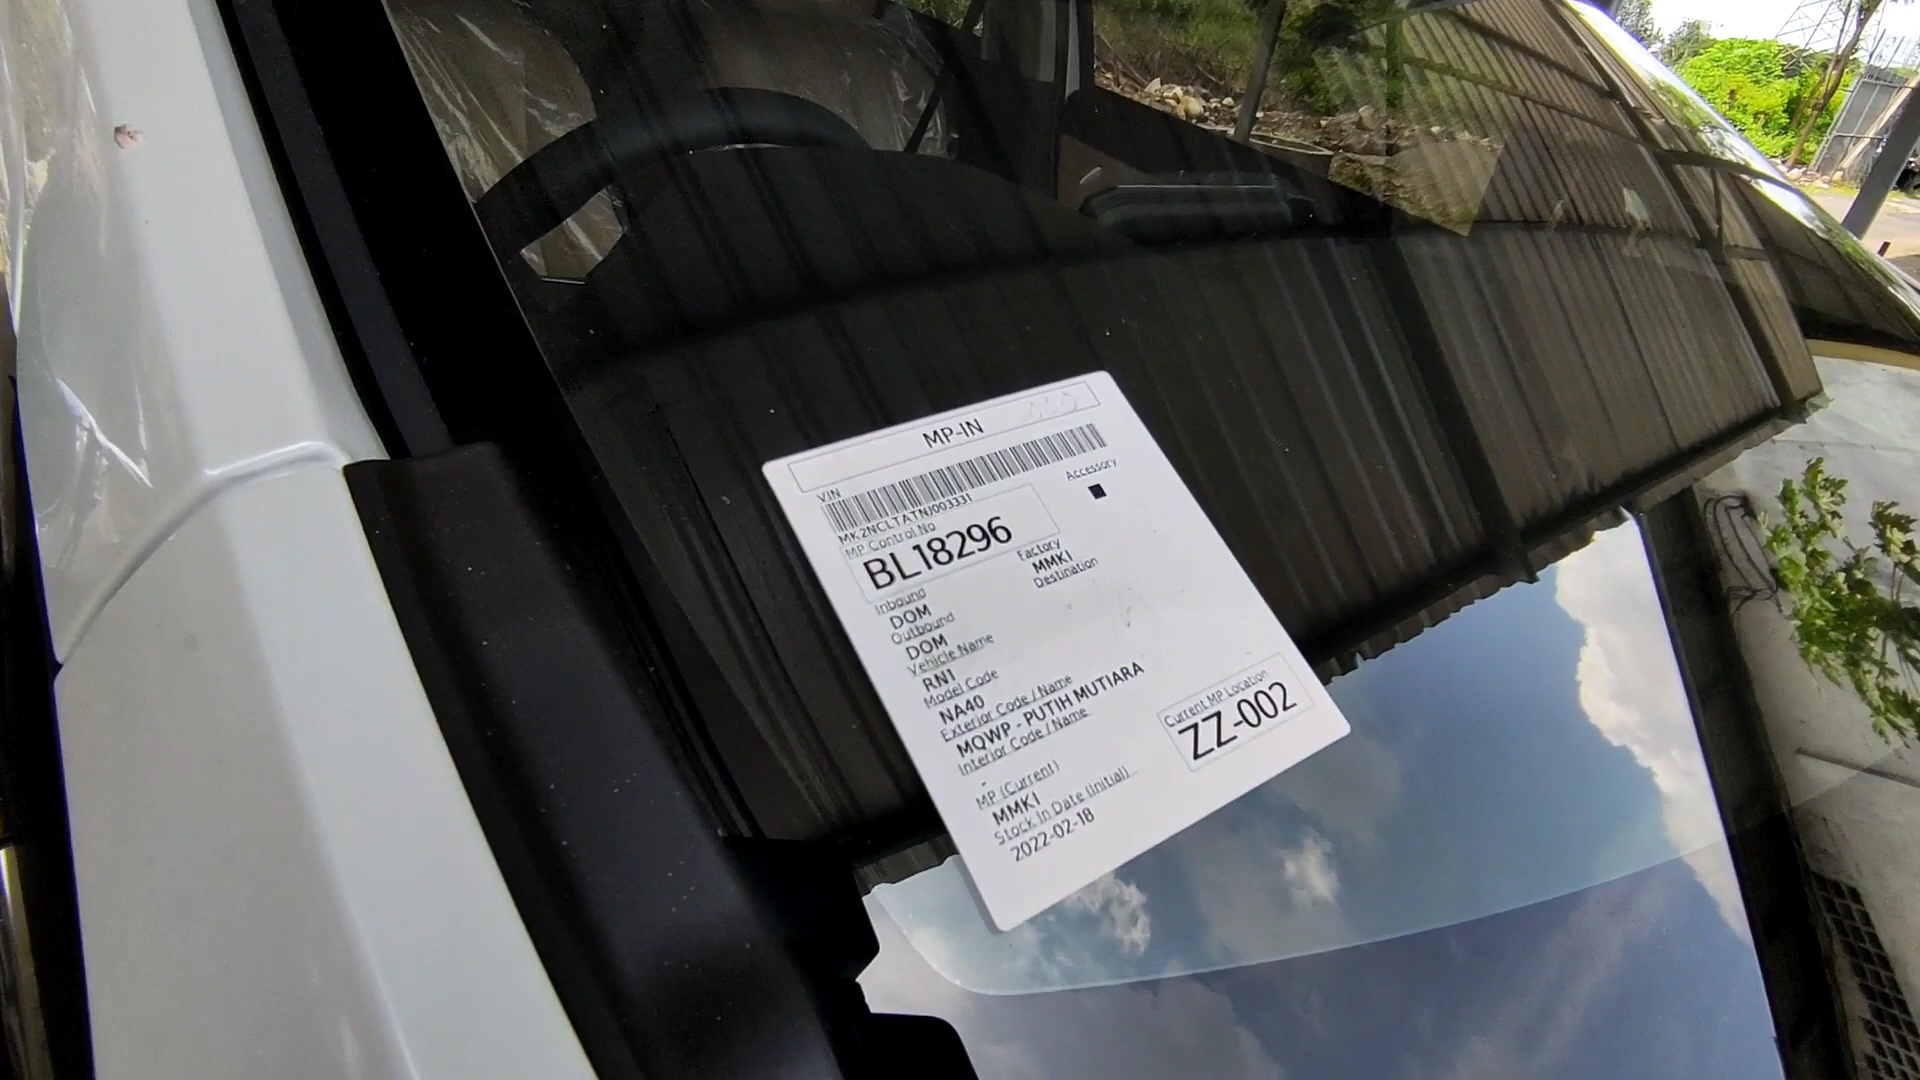 MP-IN
VIN
MK2NCLTATNJ003331
Accessory
MP Control No
BL18296
Factory
MMKI
Destination
Inbound
DOM
Outbound
DOM
Vehicle Name
RN1
Model Code
NA40
Exterior Code / Name
MQWP - PUTIH MUTIARA
Interior Code / Name
-
Current MP Location
ZZ-002
MP (Current)
MMKI
Stock In Date (Initial)
2022-02-18